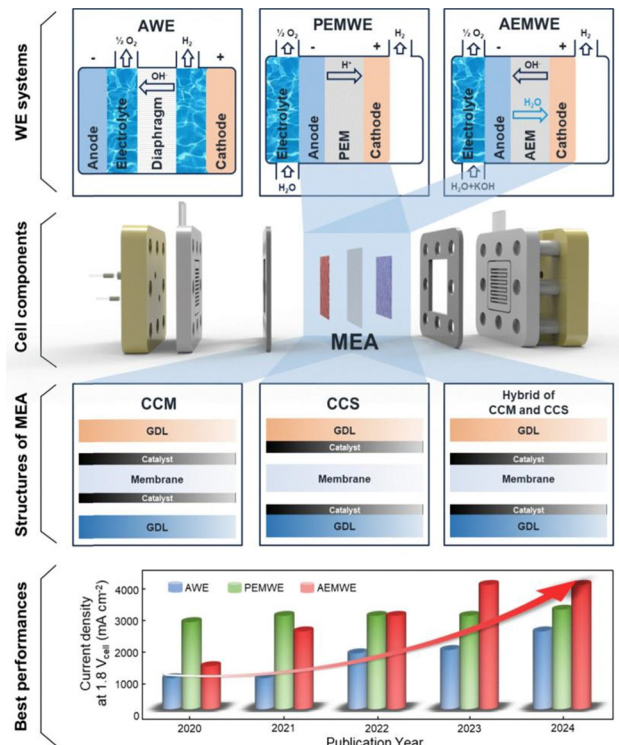 WE systems
AWE
½ O₂
H₂
-
+
OH⁻
Anode
Electrolyte
Diaphragm
Cathode
PEMWE
½ O₂
-
+
H₂
H⁺
Electrolyte
Anode
PEM
Cathode
H₂O
AEMWE
½ O₂
-
+
H₂
OH⁻
H₂O
Electrolyte
Anode
AEM
Cathode
H₂O+KOH
Cell components
MEA
Structures of MEA
CCM
GDL
Catalyst
Membrane
Catalyst
GDL
CCS
GDL
Catalyst
Membrane
Catalyst
GDL
Hybrid of
CCM and CCS
GDL
Catalyst
Membrane
Catalyst
GDL
Best performances
Current density
at 1.8 Vcell (mA cm⁻²)
4000
3000
2000
1000
0
AWE
PEMWE
AEMWE
2020
2021
2022
2023
2024
Publication Year